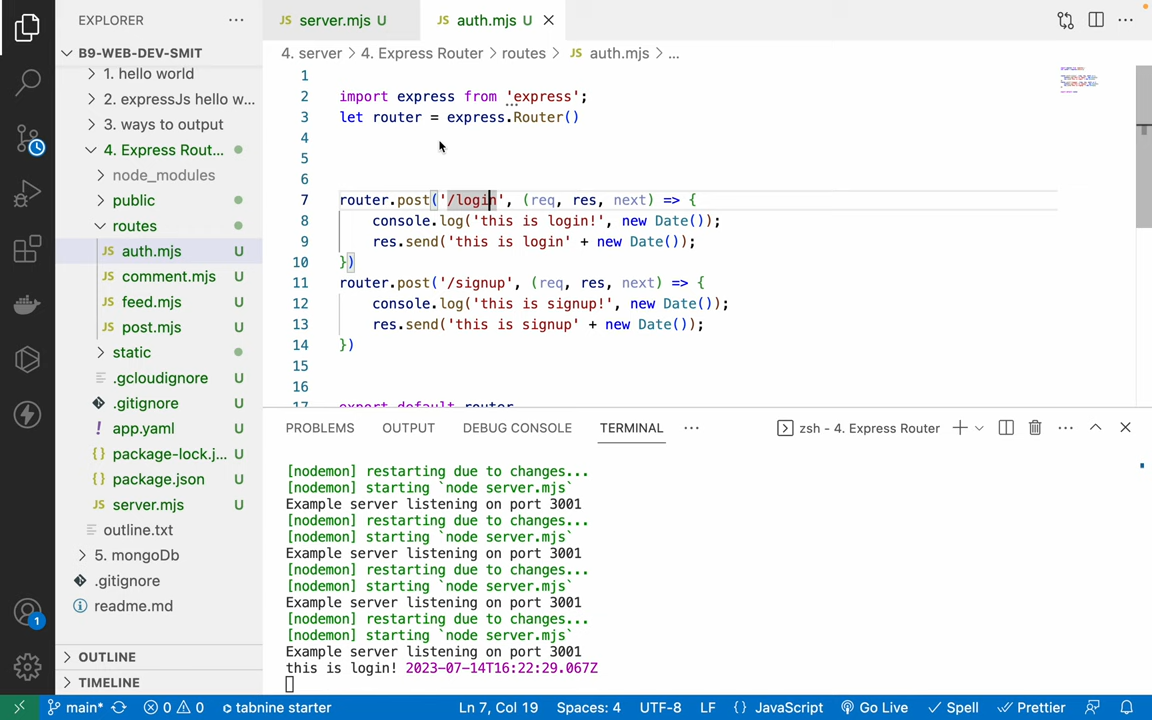 EXPLORER
B9-WEB-DEV-SMIT
1. hello world
2. expressJs hello w...
3. ways to output
4. Express Rout...
node_modules
public
routes
JS auth.mjs U
JS comment.mjs U
JS feed.mjs U
JS post.mjs U
static
.gcloudignore U
.gitignore U
! app.yaml U
{} package-lock.j... U
{} package.json U
JS server.mjs U
outline.txt
5. mongoDb
.gitignore
readme.md
OUTLINE
TIMELINE
1
JS server.mjs U
JS auth.mjs U
4. server > 4. Express Router > routes > JS auth.mjs > ...
1
2 import express from 'express';
3 let router = express.Router()
4
5
6
7 router.post('/login', (req, res, next) => {
8 console.log('this is login!', new Date());
9 res.send('this is login' + new Date());
10 })
11 router.post('/signup', (req, res, next) => {
12 console.log('this is signup!', new Date());
13 res.send('this is signup' + new Date());
14 })
15
16
17 export default router
PROBLEMS OUTPUT DEBUG CONSOLE TERMINAL ... zsh - 4. Express Router
[nodemon] restarting due to changes...
[nodemon] starting `node server.mjs`
Example server listening on port 3001
[nodemon] restarting due to changes...
[nodemon] starting `node server.mjs`
Example server listening on port 3001
[nodemon] restarting due to changes...
[nodemon] starting `node server.mjs`
Example server listening on port 3001
[nodemon] restarting due to changes...
[nodemon] starting `node server.mjs`
Example server listening on port 3001
this is login! 2023-07-14T16:22:29.067Z
main* 0 0 tabnine starter Ln 7, Col 19 Spaces: 4 UTF-8 LF {} JavaScript Go Live Spell Prettier